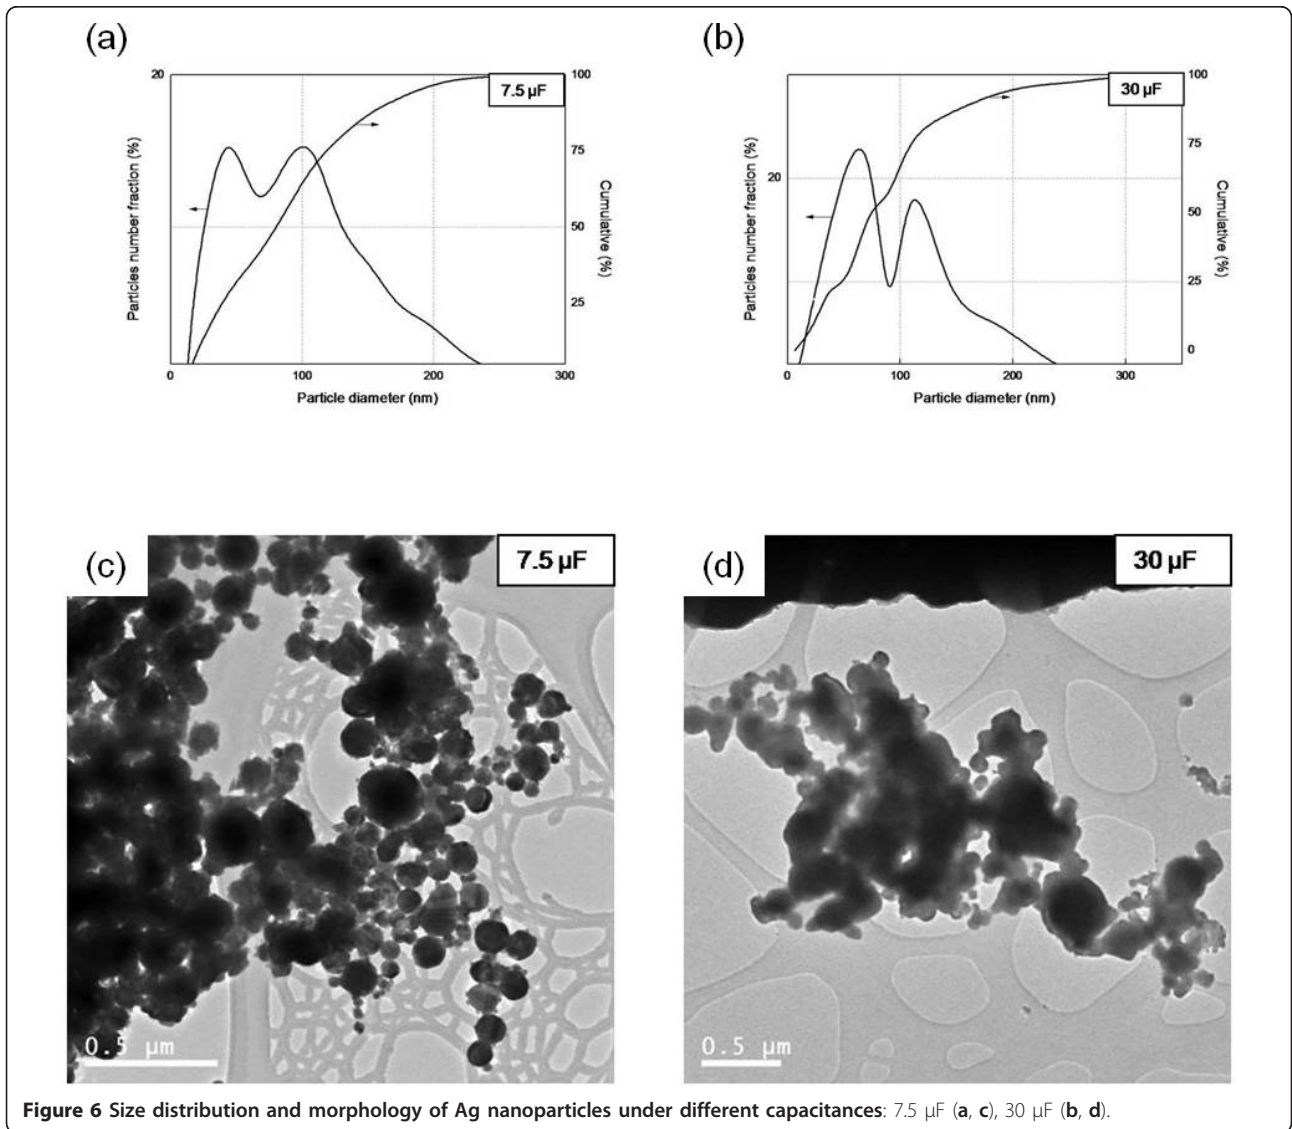 (a)
20
100
7.5 µF
75
50
25
Particles number fraction (%)
Cumulative (%)
0
100
200
300
Particle diameter (nm)
(b)
100
30 µF
75
20
50
25
0
Particles number fraction (%)
Cumulative (%)
0
100
200
300
Particle diameter (nm)
(c)
7.5 µF
0.5 µm
(d)
30 µF
0.5 µm
Figure 6 Size distribution and morphology of Ag nanoparticles under different capacitances: 7.5 µF (a, c), 30 µF (b, d).